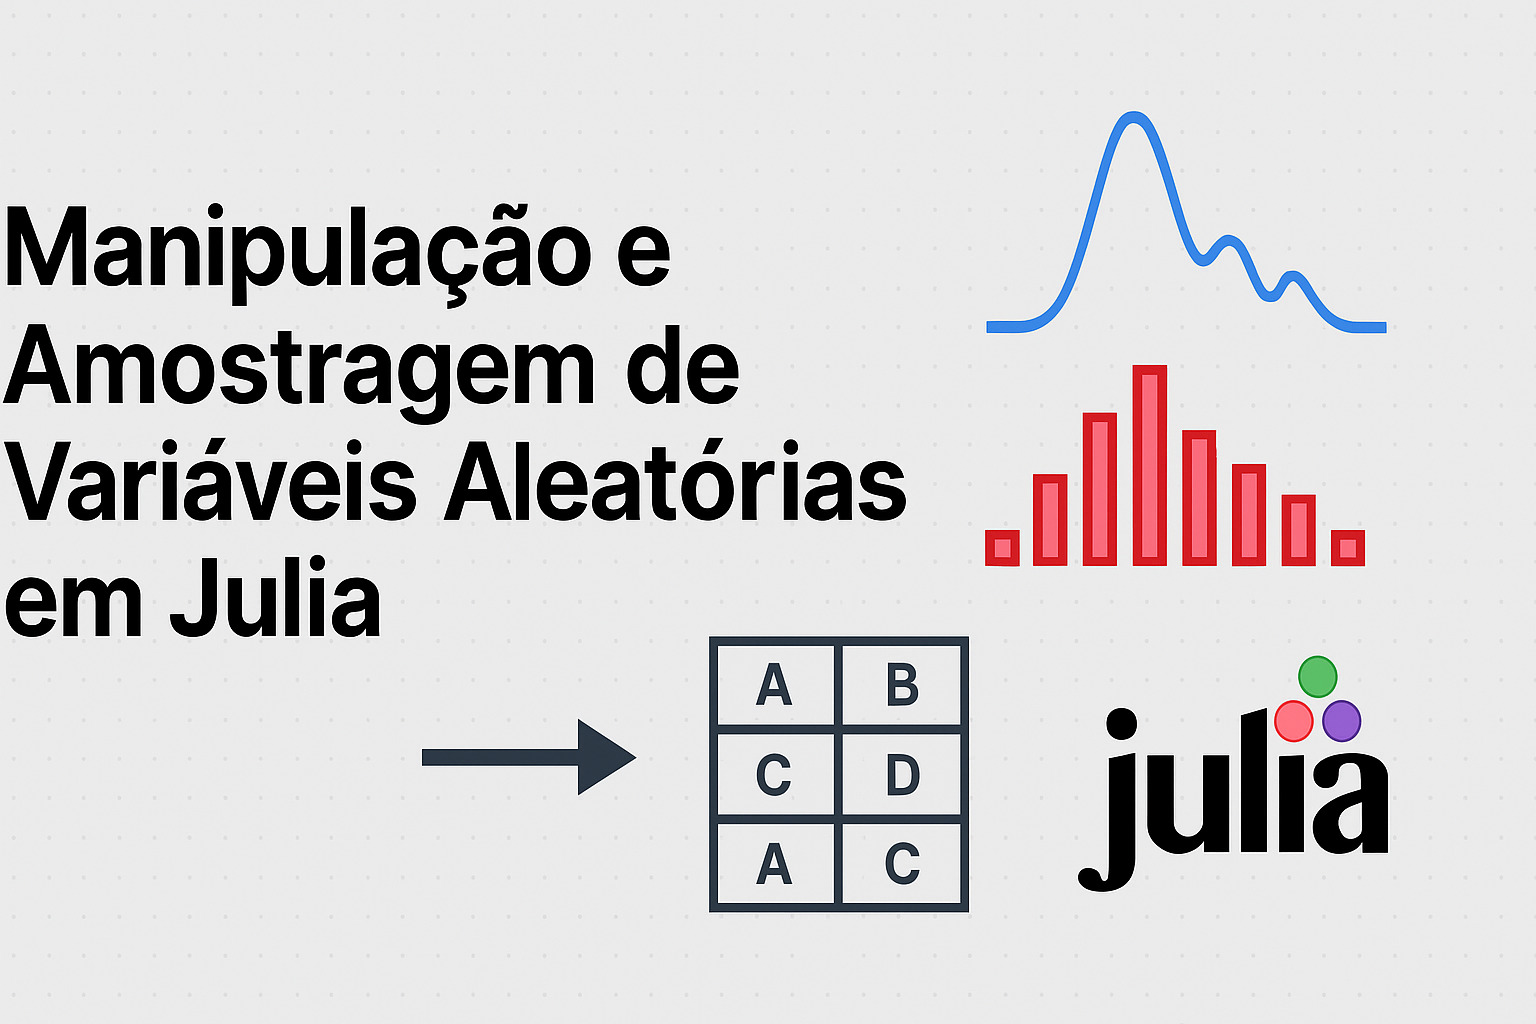 Manipulação e
Amostragem de
Variáveis Aleatórias
em Julia
A B
C D
A C
julia